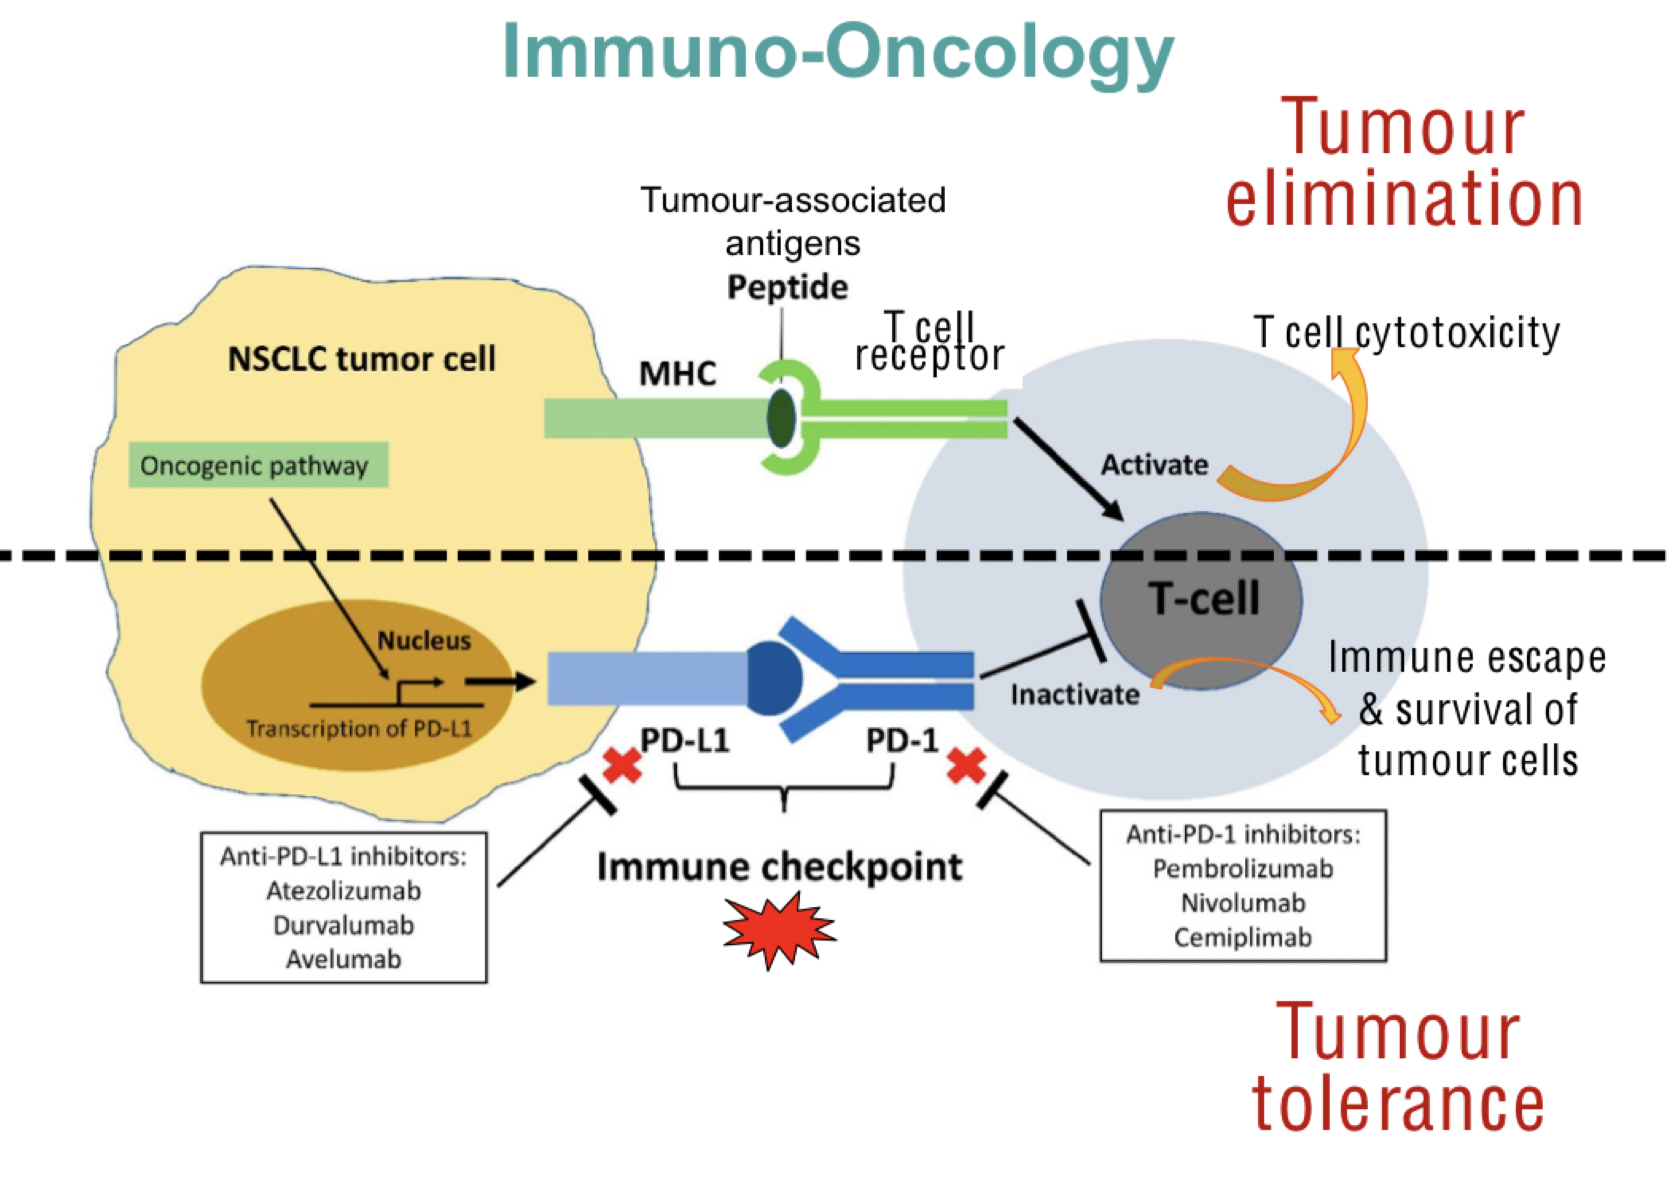 Immuno-Oncology
Tumour
elimination
Tumour-associated
antigens
Peptide
T cell
receptor
MHC
NSCLC tumor cell
T cell cytotoxicity
Oncogenic pathway
Activate
T-cell
Nucleus
Transcription of PD-L1
Inactivate
Immune escape
& survival of
tumour cells
PD-L1
PD-1
Immune checkpoint
Anti-PD-L1 inhibitors:
Atezolizumab
Durvalumab
Avelumab
Anti-PD-1 inhibitors:
Pembrolizumab
Nivolumab
Cemiplimab
Tumour
tolerance